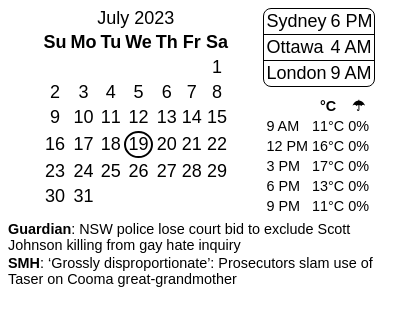 July 2023
Su Mo Tu We Th Fr Sa
1
2 3 4 5 6 7 8
9 10 11 12 13 14 15
16 17 18 19 20 21 22
23 24 25 26 27 28 29
30 31
Sydney 6 PM
Ottawa 4 AM
London 9 AM
°C ☂
9 AM 11°C 0%
12 PM 16°C 0%
3 PM 17°C 0%
6 PM 13°C 0%
9 PM 11°C 0%
Guardian: NSW police lose court bid to exclude Scott
Johnson killing from gay hate inquiry
SMH: ‘Grossly disproportionate’: Prosecutors slam use of
Taser on Cooma great-grandmother